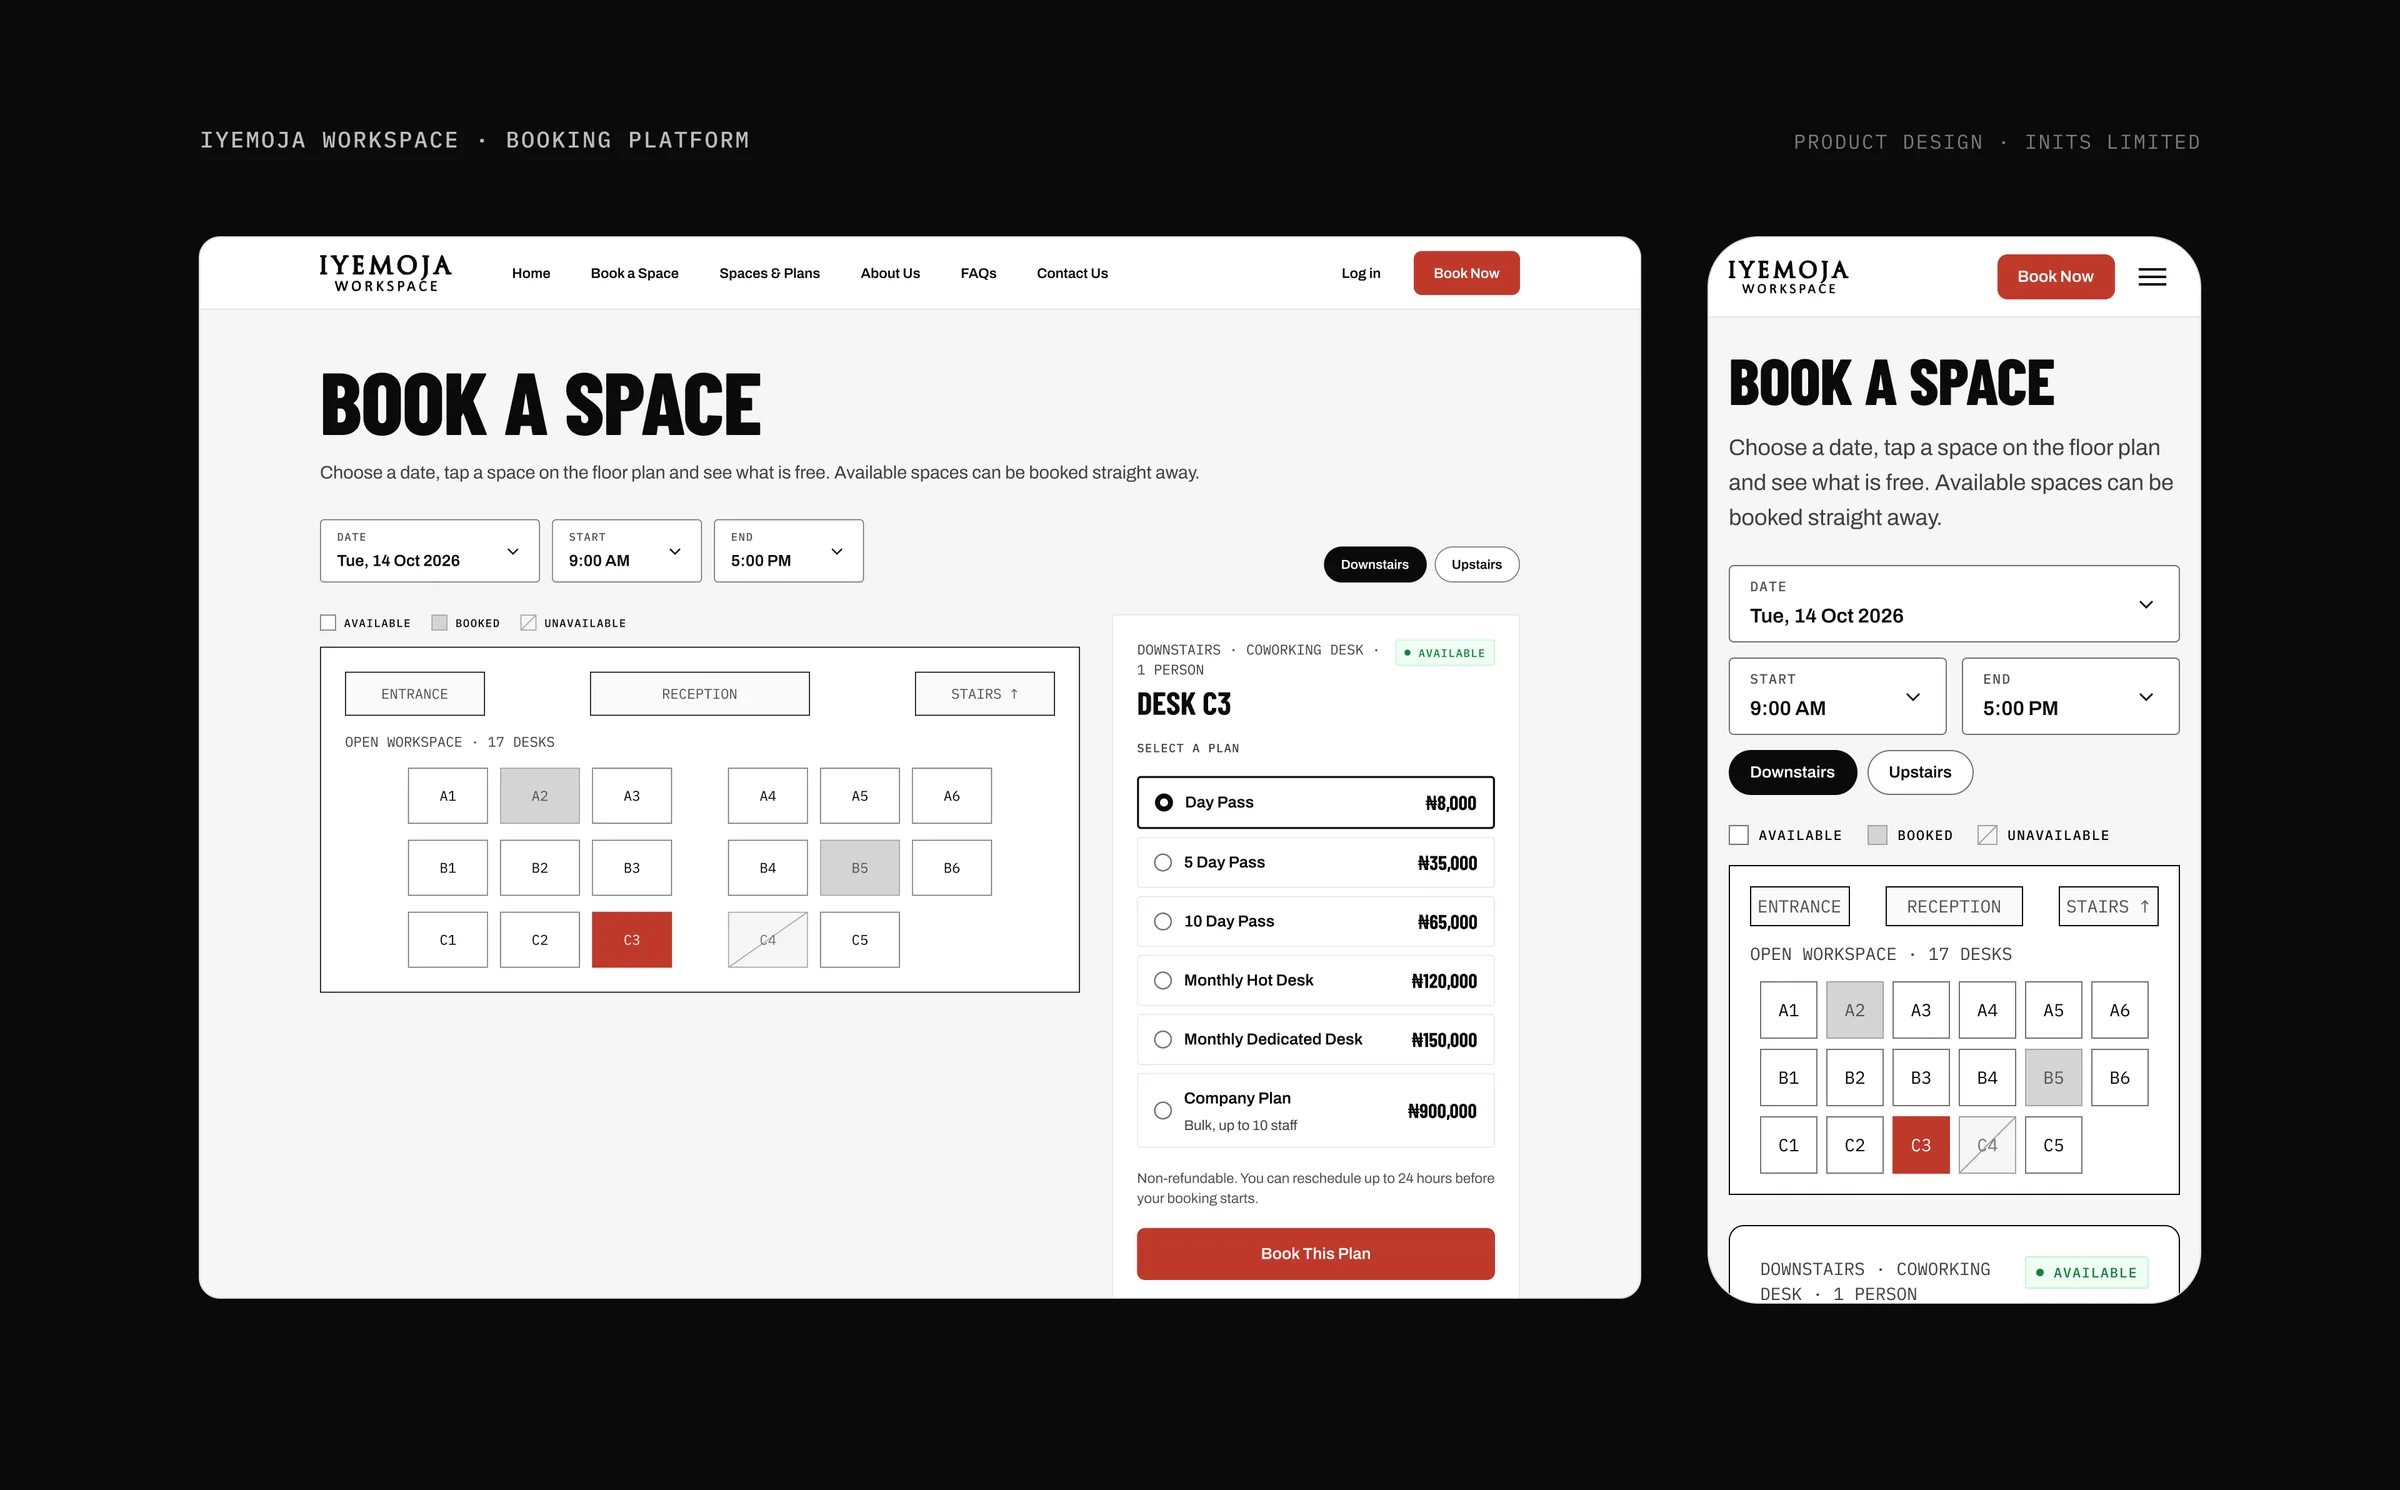 IYEMOJA WORKSPACE · BOOKING PLATFORM
PRODUCT DESIGN · INITS LIMITED
IYEMOJA
WORKSPACE
Home
Book a Space
Spaces & Plans
About Us
FAQs
Contact Us
Log in
Book Now
BOOK A SPACE
Choose a date, tap a space on the floor plan and see what is free. Available spaces can be booked straight away.
DATE
Tue, 14 Oct 2026
START
9:00 AM
END
5:00 PM
Downstairs
Upstairs
AVAILABLE
BOOKED
UNAVAILABLE
ENTRANCE
RECEPTION
STAIRS ↑
OPEN WORKSPACE · 17 DESKS
A1 A2 A3 A4 A5 A6
B1 B2 B3 B4 B5 B6
C1 C2 C3 C4 C5
DOWNSTAIRS · COWORKING DESK ·
1 PERSON
AVAILABLE
DESK C3
SELECT A PLAN
Day Pass ₦8,000
5 Day Pass ₦35,000
10 Day Pass ₦65,000
Monthly Hot Desk ₦120,000
Monthly Dedicated Desk ₦150,000
Company Plan ₦900,000
Bulk, up to 10 staff
Non-refundable. You can reschedule up to 24 hours before
your booking starts.
Book This Plan
IYEMOJA
WORKSPACE
Book Now
BOOK A SPACE
Choose a date, tap a space on the floor plan
and see what is free. Available spaces can be
booked straight away.
DATE
Tue, 14 Oct 2026
START
9:00 AM
END
5:00 PM
Downstairs
Upstairs
AVAILABLE
BOOKED
UNAVAILABLE
ENTRANCE
RECEPTION
STAIRS ↑
OPEN WORKSPACE · 17 DESKS
A1 A2 A3 A4 A5 A6
B1 B2 B3 B4 B5 B6
C1 C2 C3 C4 C5
DOWNSTAIRS · COWORKING
DESK · 1 PERSON
AVAILABLE